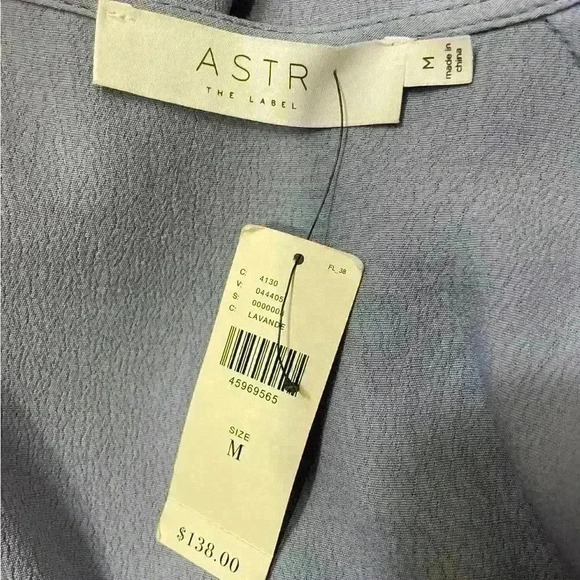 ASTR
THE LABEL
M
made in
china
FL_38
C: 4130
V: 044405
S: 000000
C: LAVANDE
45969565
SIZE
M
$138.00